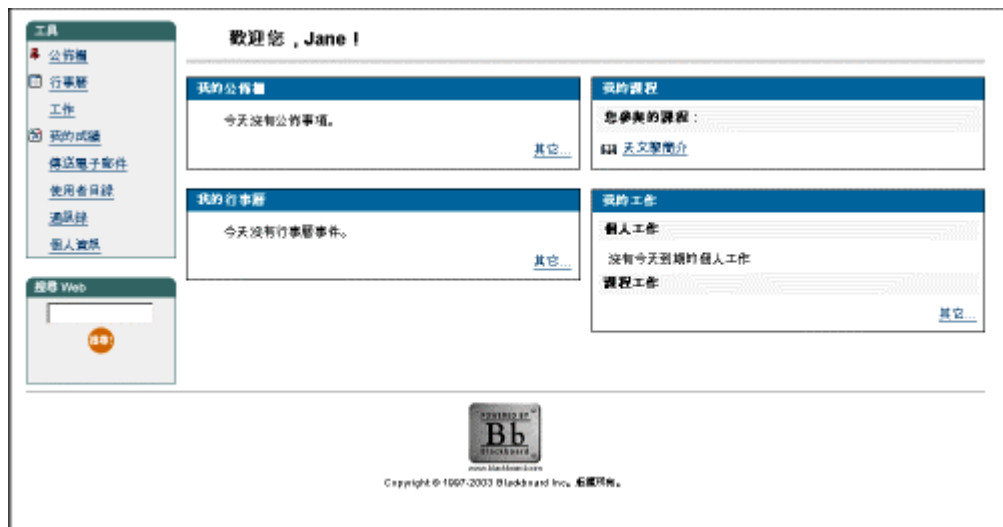 工具
公佈欄
行事曆
工作
我的成績
傳送電子郵件
使用者目錄
通訊錄
個人資訊
搜尋 Web
搜尋!
歡迎您，Jane！
我的公佈欄
今天沒有公佈事項。
其它...
我的行事曆
今天沒有行事曆事件。
其它...
我的課程
您參與的課程：
天文學簡介
我的工作
個人工作
沒有今天到期的個人工作
課程工作
其它...
POWERED BY
Bb
Blackboard
www.blackboard.com
Copyright © 1997-2003 Blackboard Inc。版權所有。